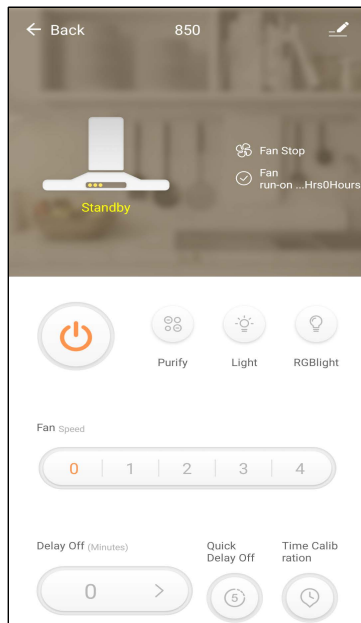 Back
850
Fan Stop
Fan
run-on ...Hrs0Hours
Standby
Purify
Light
RGBlight
Fan Speed
0 1 2 3 4
Delay Off (Minutes)
Quick
Delay Off
Time Calib
ration
0
5